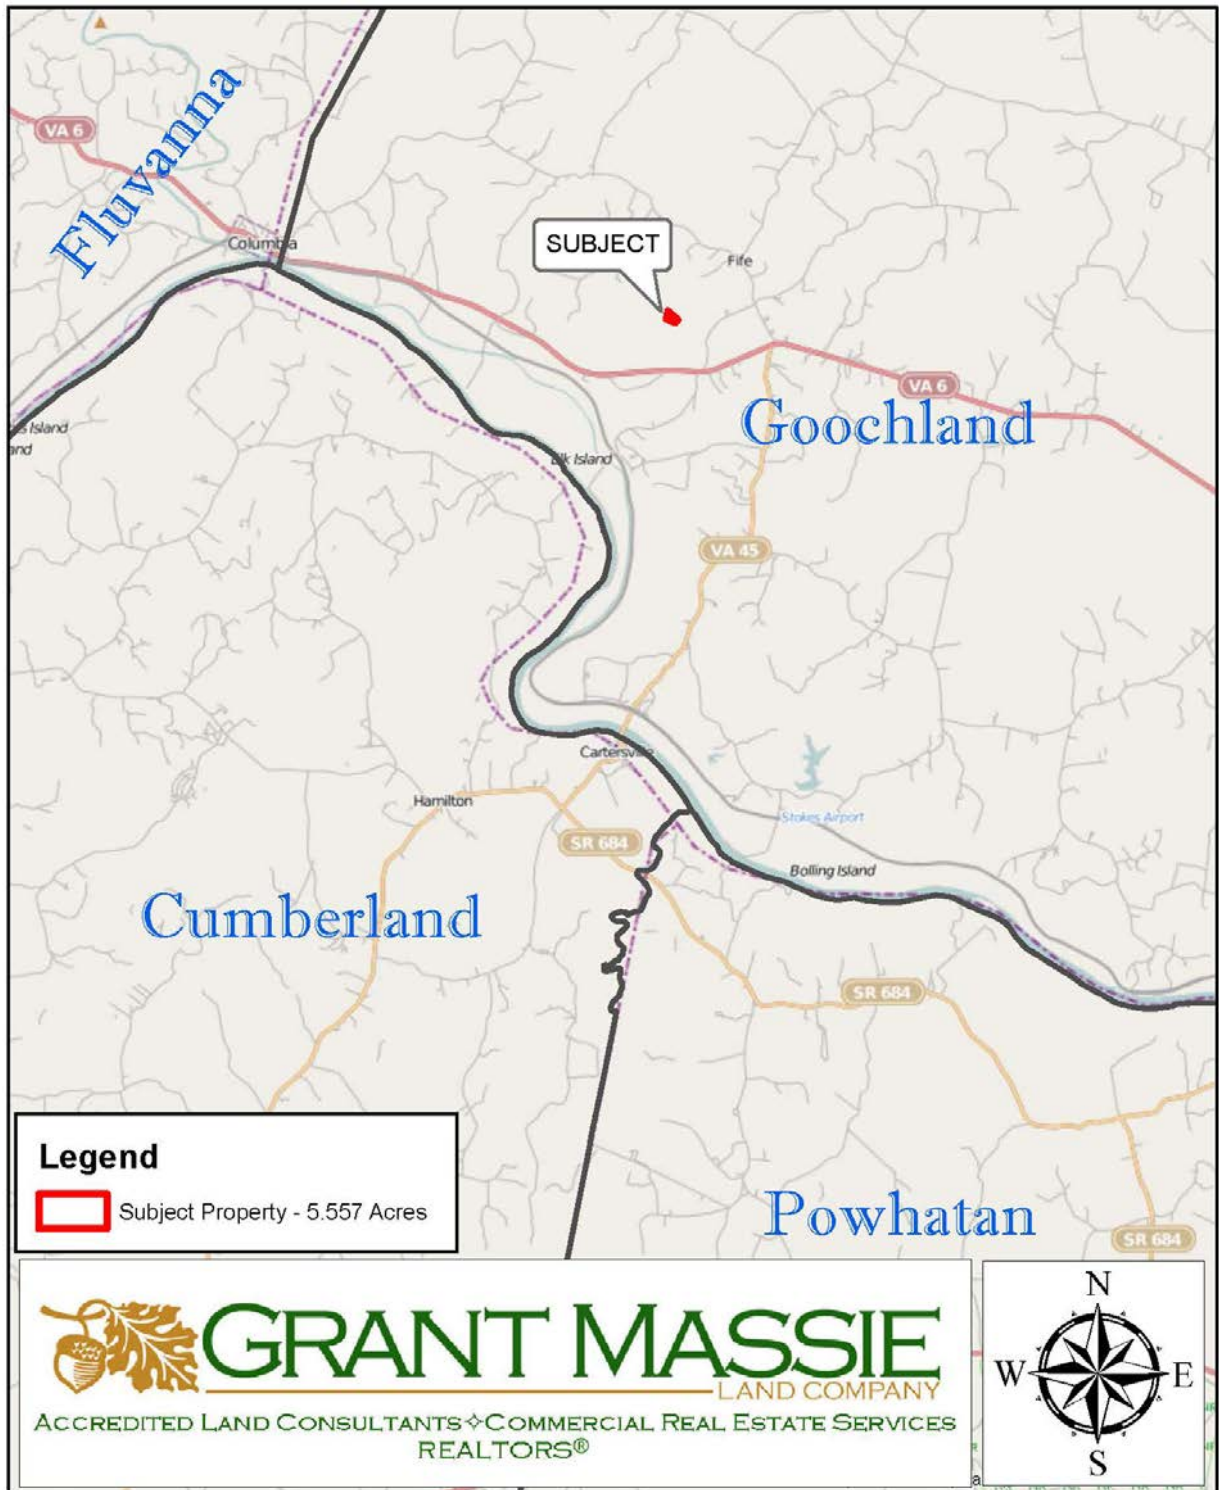 Fluvanna
VA 6
Columbia
SUBJECT
Fife
VA 6
Goochland
Island
Elk Island
VA 45
Cartersville
Hamilton
Stokes Airport
SR 684
Bolling Island
Cumberland
SR 684
Legend
Subject Property - 5.557 Acres
Powhatan
SR 684
GRANT MASSIE
LAND COMPANY
ACCREDITED LAND CONSULTANTS✧COMMERCIAL REAL ESTATE SERVICES
REALTORS®
N
W E
S